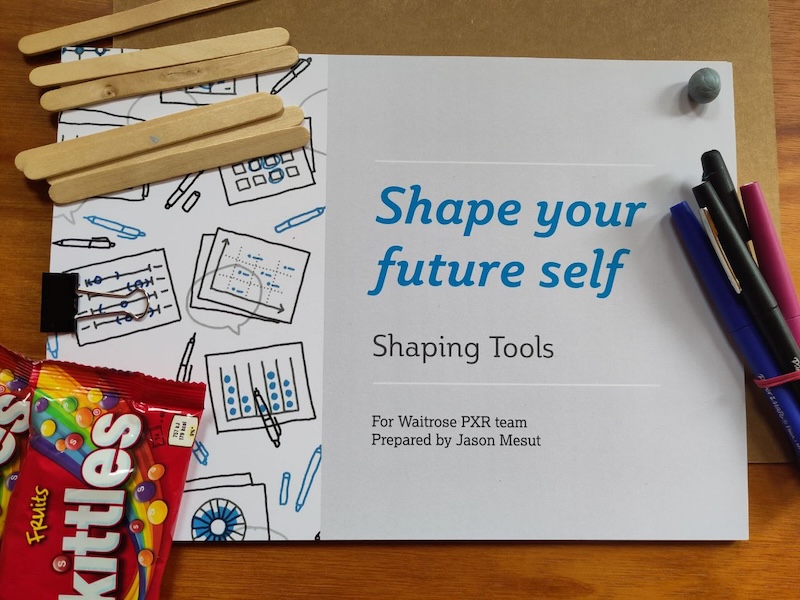 Shape your
future self
Shaping Tools
For Waitrose PXR team
Prepared by Jason Mesut
Fruits
kittles